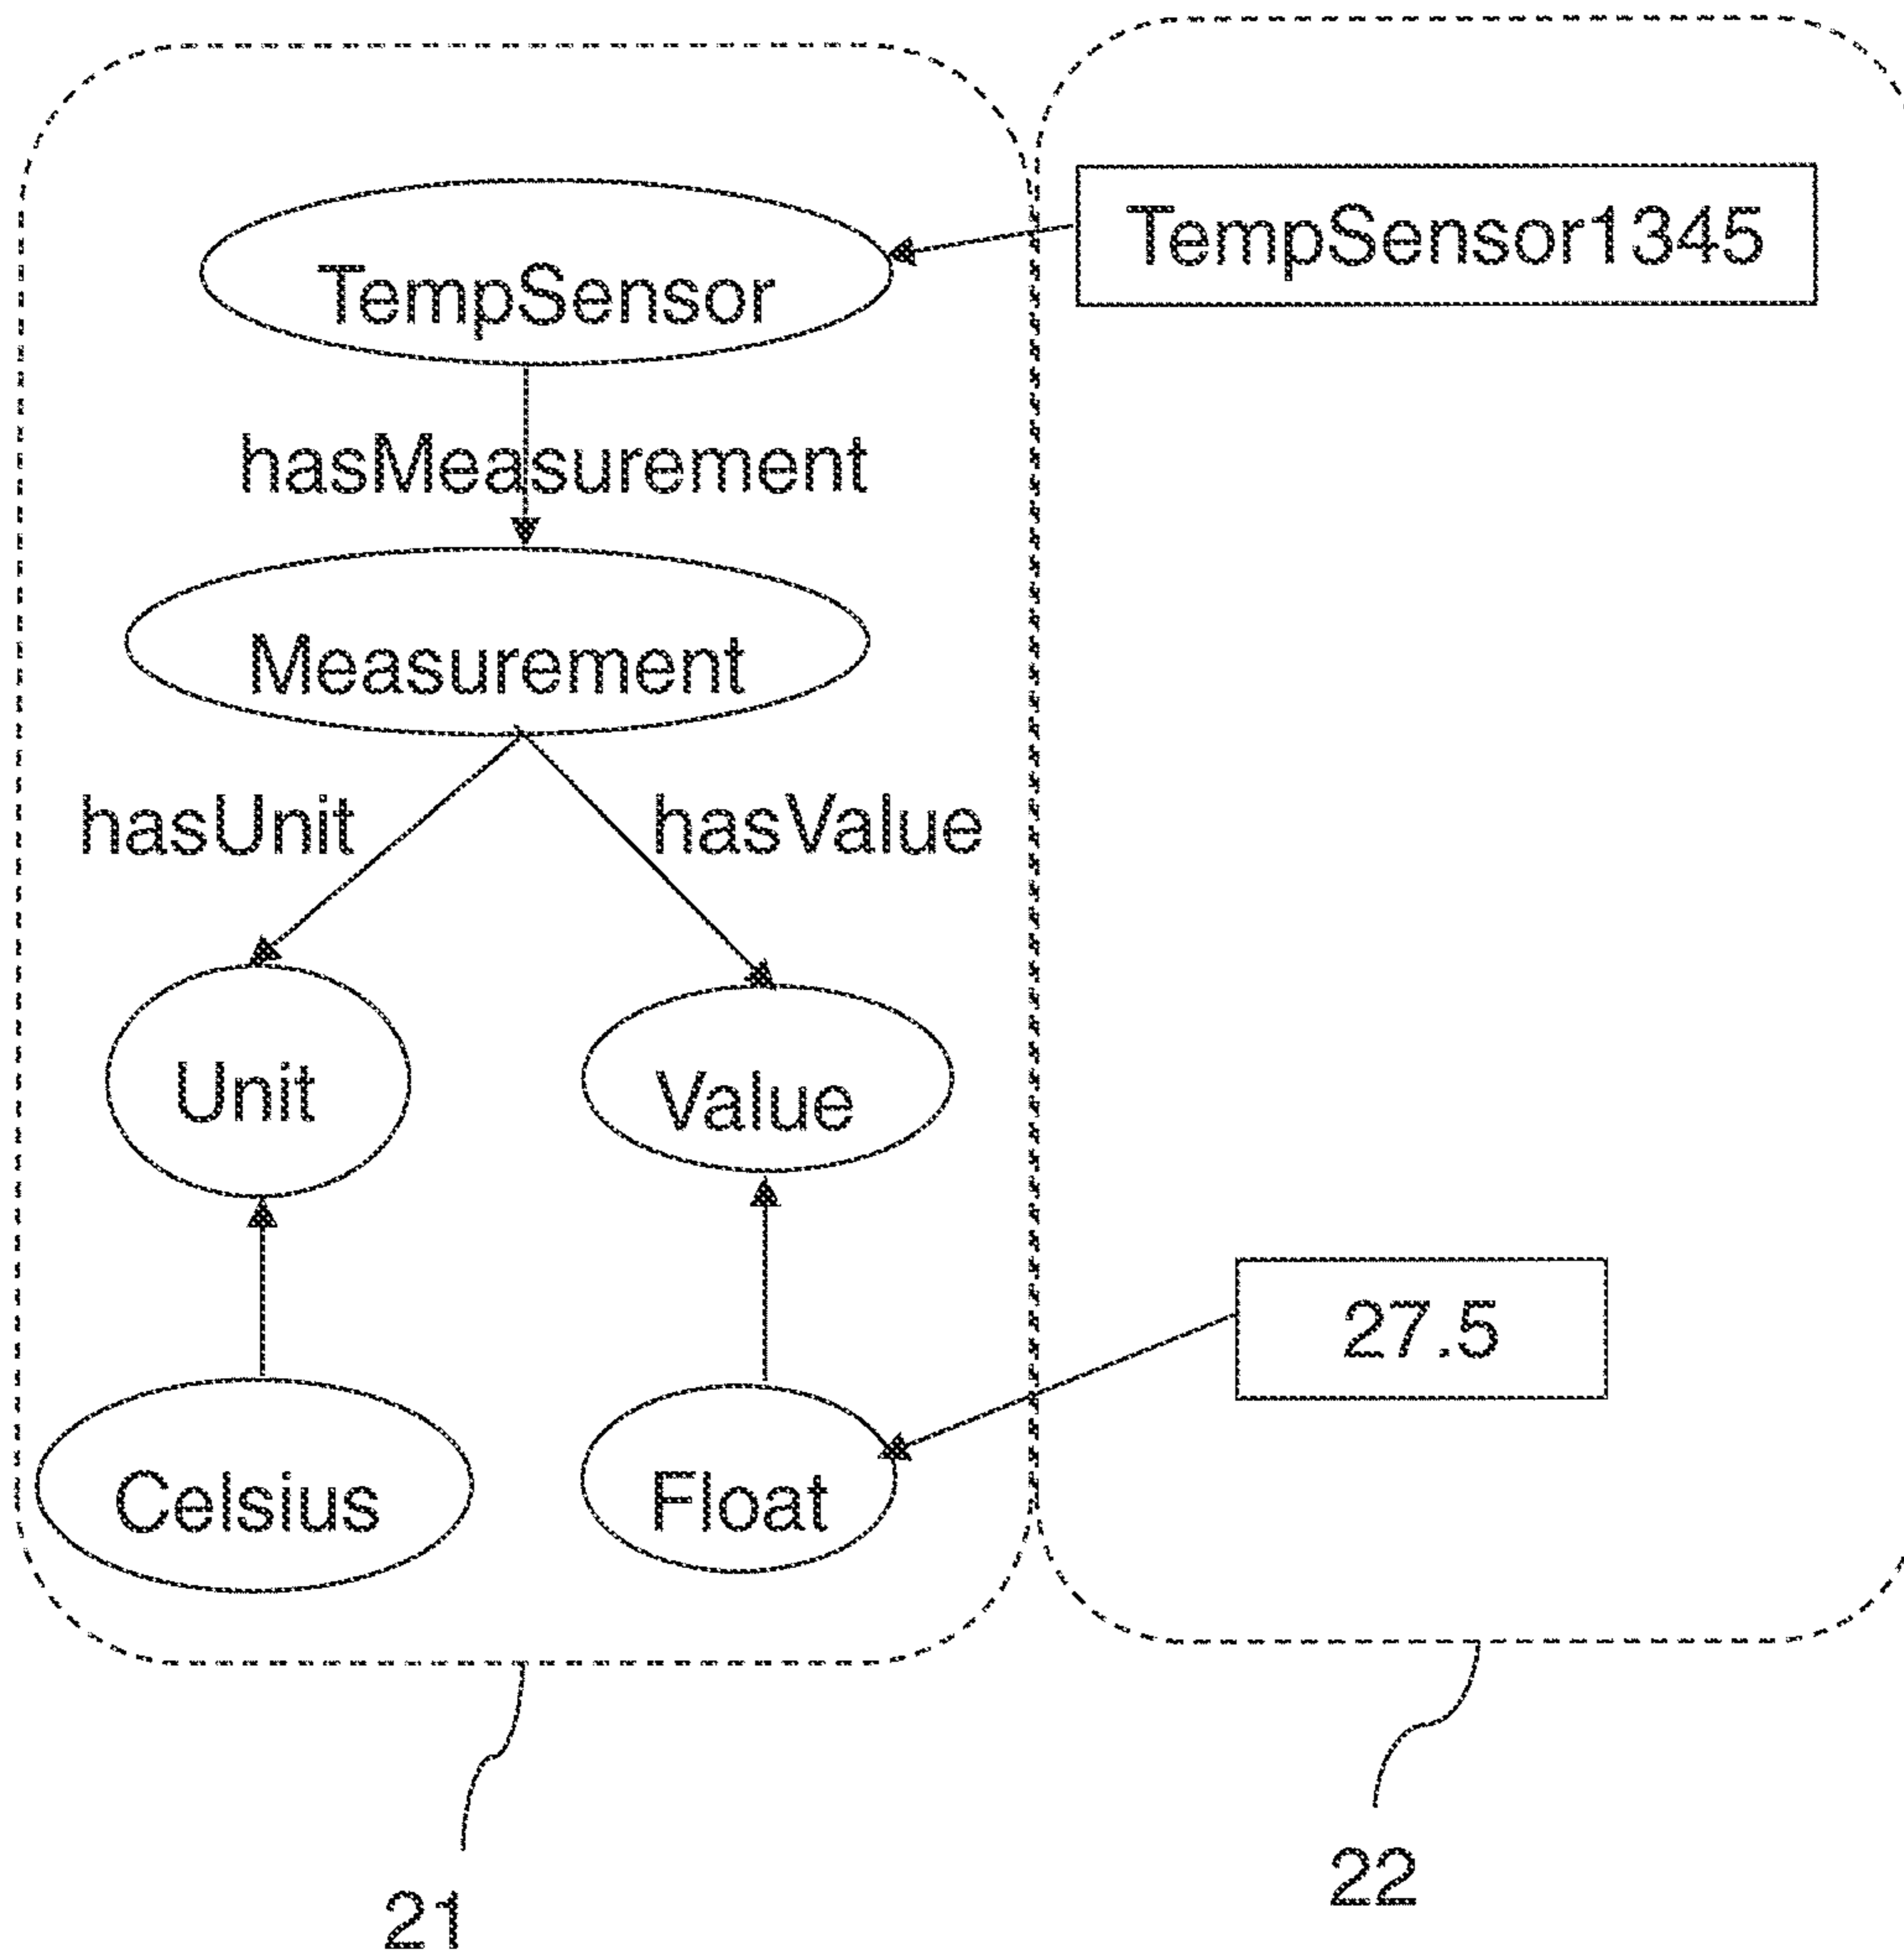 TempSensor
TempSensor1345
hasMeasurement
Measurement
hasUnit
hasValue
Unit
Value
27.5
Celsius
Float
21
22